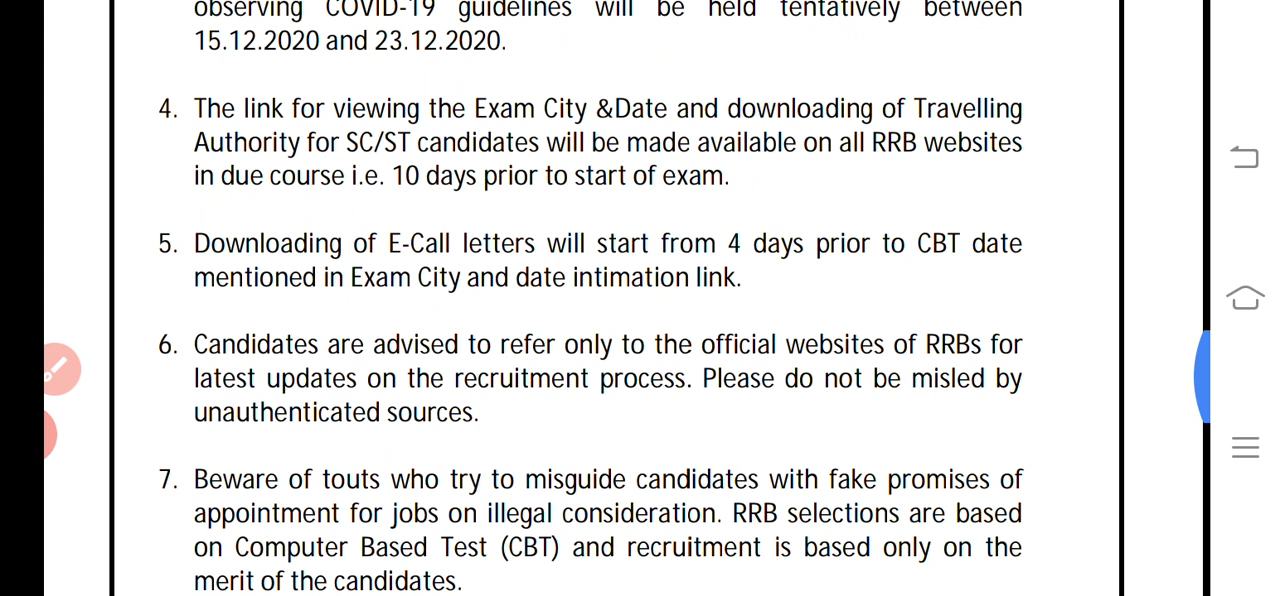 observing COVID-19 guidelines will be held tentatively between
15.12.2020 and 23.12.2020.
4. The link for viewing the Exam City &Date and downloading of Travelling
Authority for SC/ST candidates will be made available on all RRB websites
in due course i.e. 10 days prior to start of exam.
5. Downloading of E-Call letters will start from 4 days prior to CBT date
mentioned in Exam City and date intimation link.
6. Candidates are advised to refer only to the official websites of RRBs for
latest updates on the recruitment process. Please do not be misled by
unauthenticated sources.
7. Beware of touts who try to misguide candidates with fake promises of
appointment for jobs on illegal consideration. RRB selections are based
on Computer Based Test (CBT) and recruitment is based only on the
merit of the candidates.